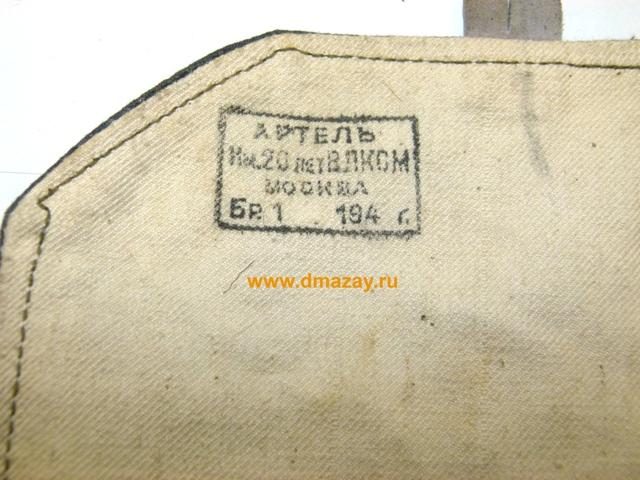 АРТЕЛЬ
Им. 20 лет ВЛКСМ
МОСКВА
Бр. 1 194 г.
www.dmazay.ru